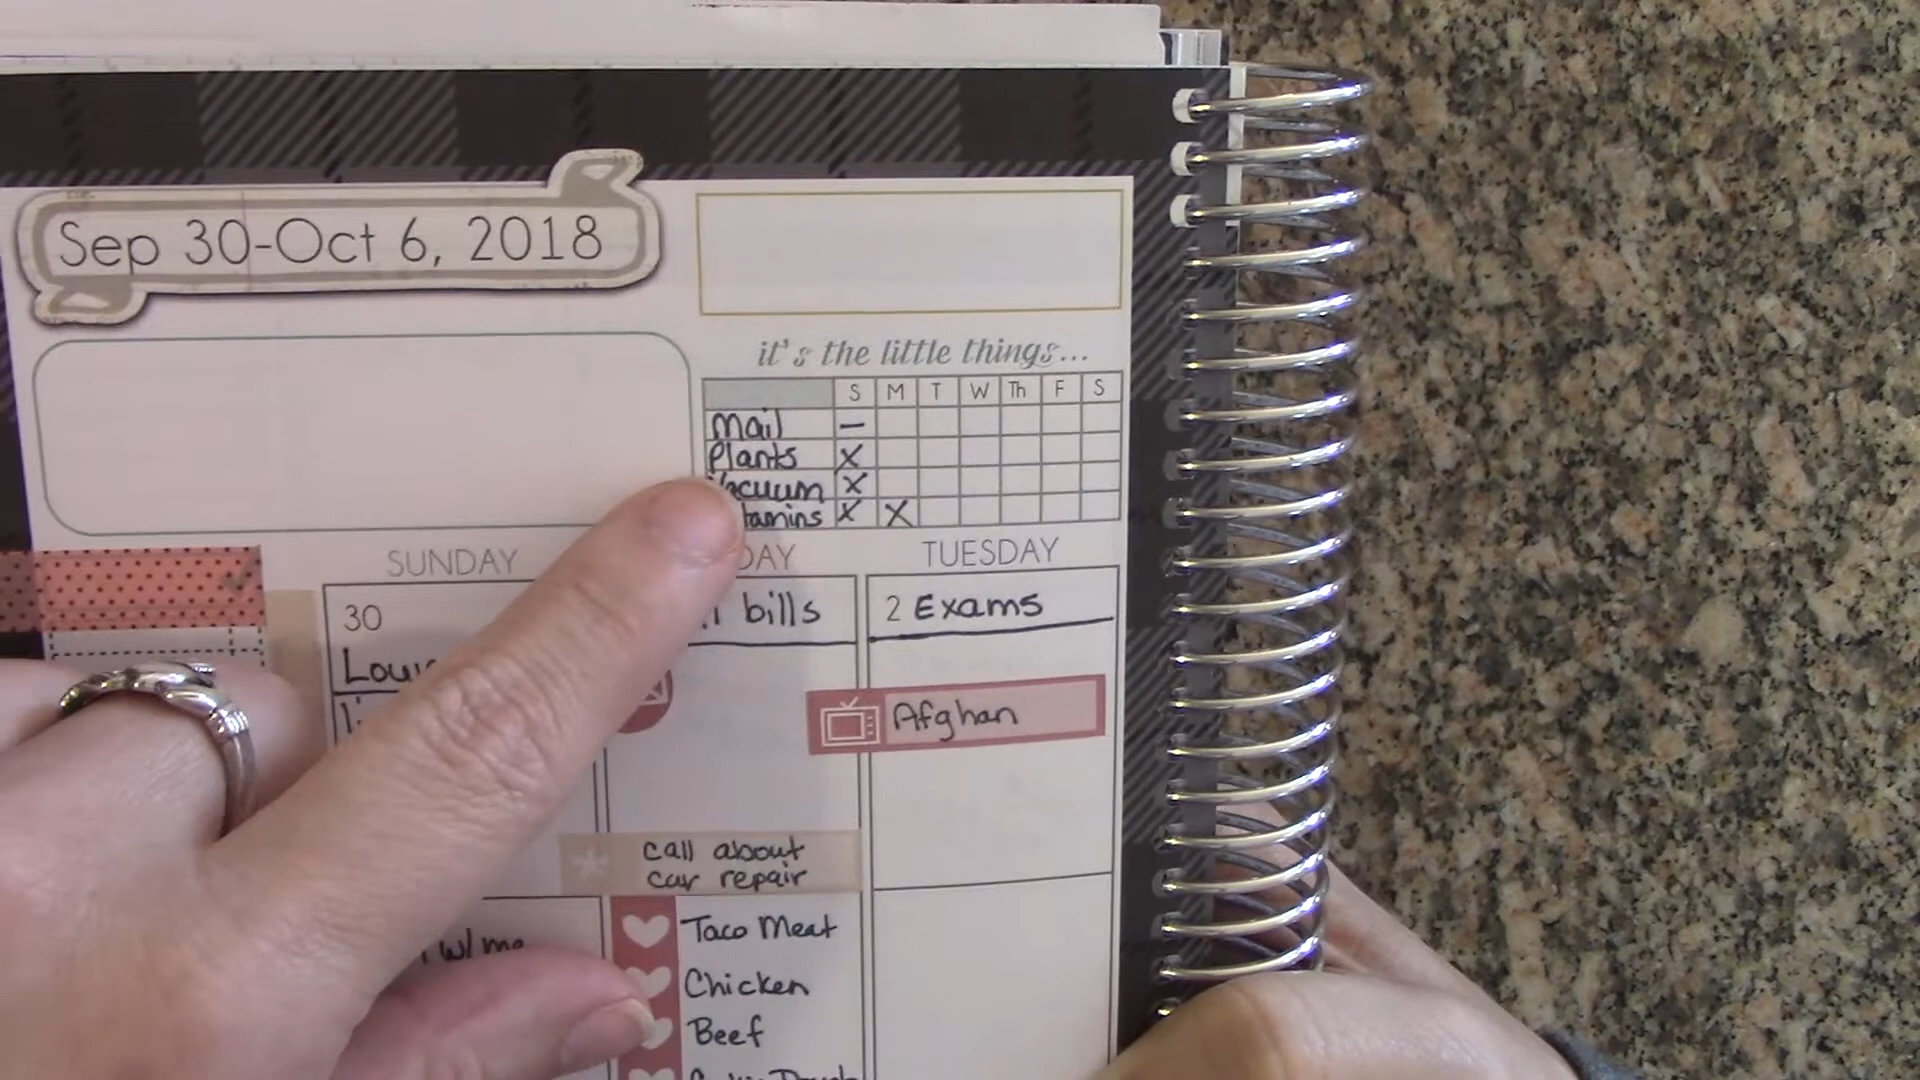 Sep 30-Oct 6, 2018
it's the little things...
S M T W Th F S
Mail –
Plants X
X
X X
SUNDAY TUESDAY
30
bills
2 Exams
Afghan
call about
car repair
Taco Meat
w/ me
Chicken
Beef